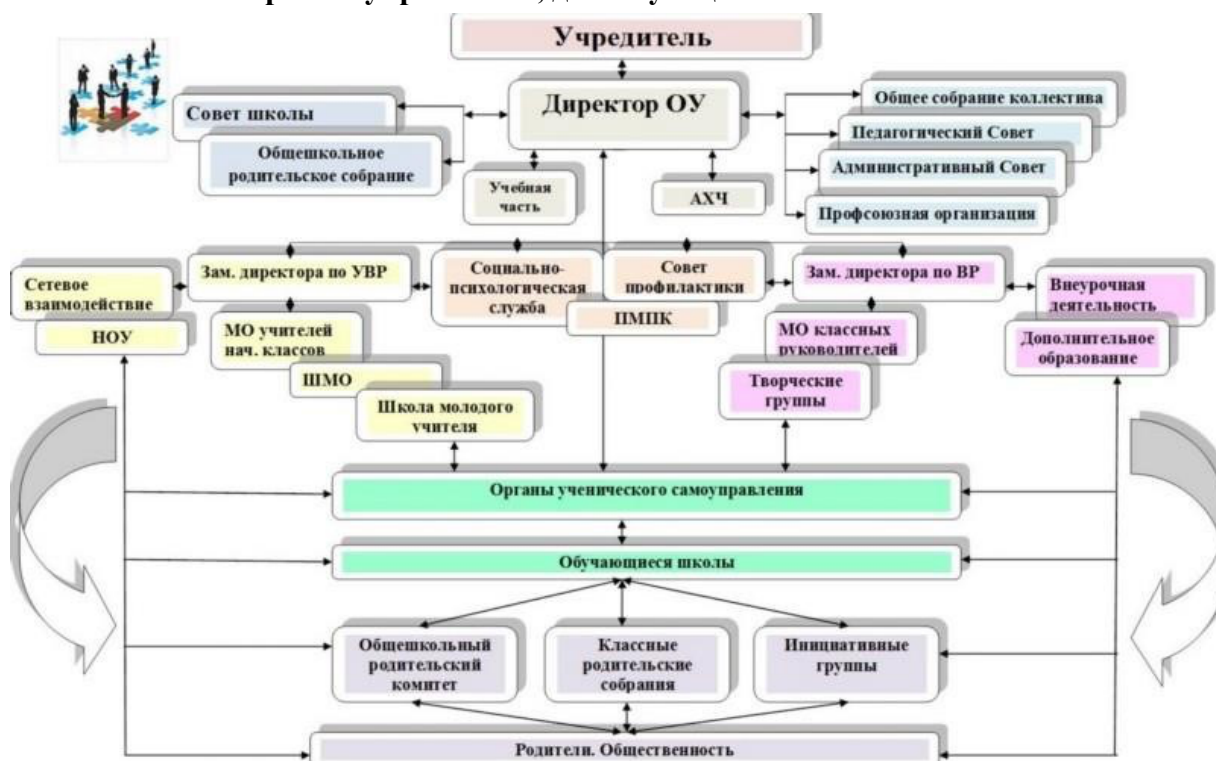 Учредитель
Директор ОУ
Совет школы
Общешкольное
родительское собрание
Общее собрание коллектива
Педагогический Совет
Административный Совет
Профсоюзная организация
Учебная
часть
АХЧ
Сетевое
взаимодействие
НОУ
Зам. директора по УВР
Социально-
психологическая
служба
Совет
профилактики
ПМПК
Зам. директора по ВР
Внеурочная
деятельность
Дополнительное
образование
МО учителей
нач. классов
ШМО
Школа молодого
учителя
МО классных
руководителей
Творческие
группы
Органы ученического самоуправления
Обучающиеся школы
Общешкольный
родительский
комитет
Классные
родительские
собрания
Инициативные
группы
Родители. Общественность